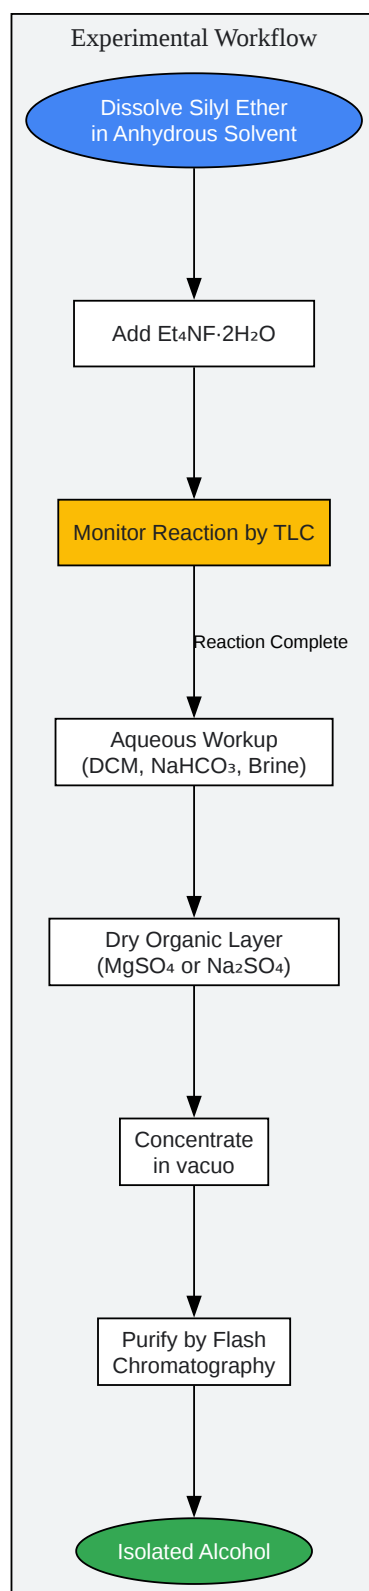 Experimental Workflow
Dissolve Silyl Ether
in Anhydrous Solvent
Add Et₄NF·2H₂O
Monitor Reaction by TLC
Reaction Complete
Aqueous Workup
(DCM, NaHCO₃, Brine)
Dry Organic Layer
(MgSO₄ or Na₂SO₄)
Concentrate
in vacuo
Purify by Flash
Chromatography
Isolated Alcohol